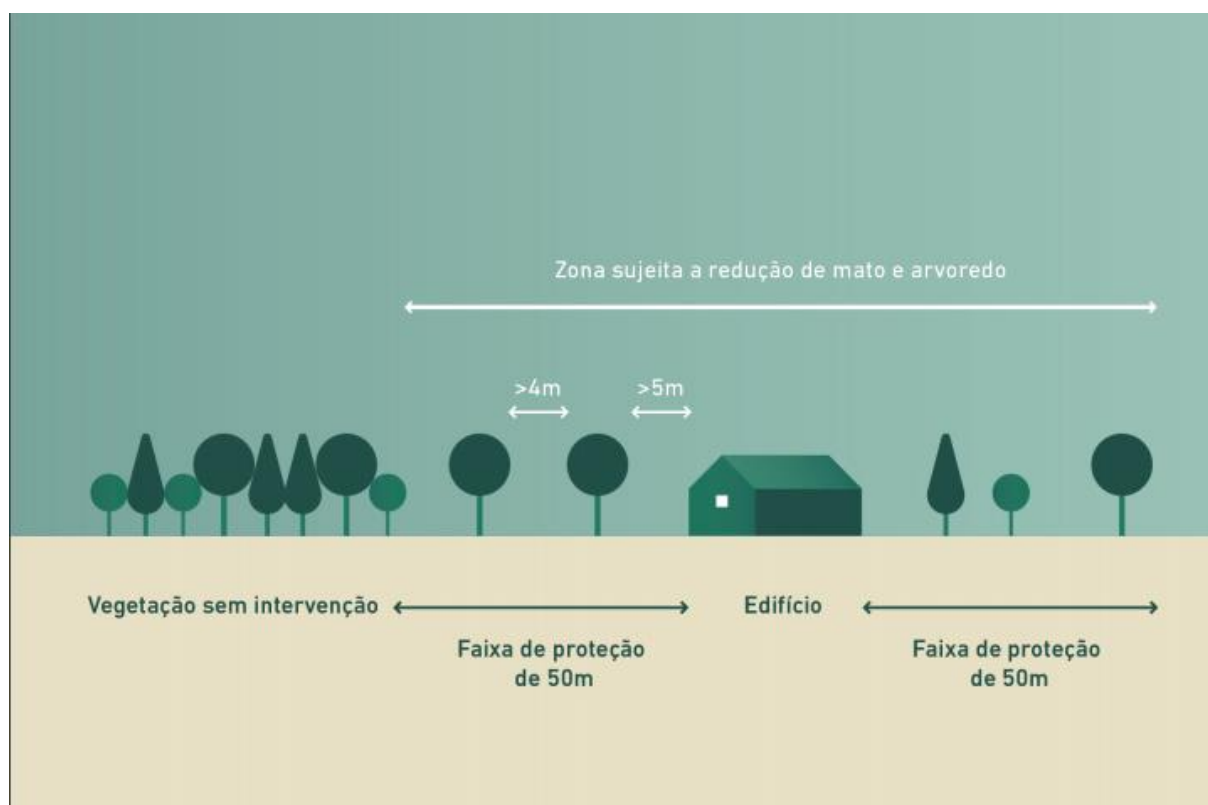 Zona sujeita a redução de mato e arvoredo
>4m
>5m
Vegetação sem intervenção
Edifício
Faixa de proteção
de 50m
Faixa de proteção
de 50m